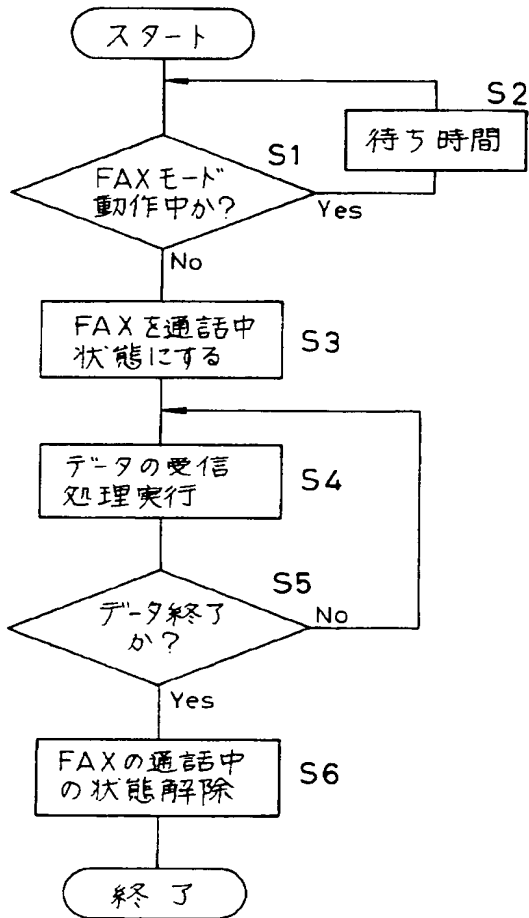 スタート
S2
待ち時間
S1
FAXモード
動作中か?
Yes
No
FAXを通話中
状態にする
S3
データの受信
処理実行
S4
S5
データ終了
か?
No
Yes
FAXの通話中
の状態解除
S6
終了